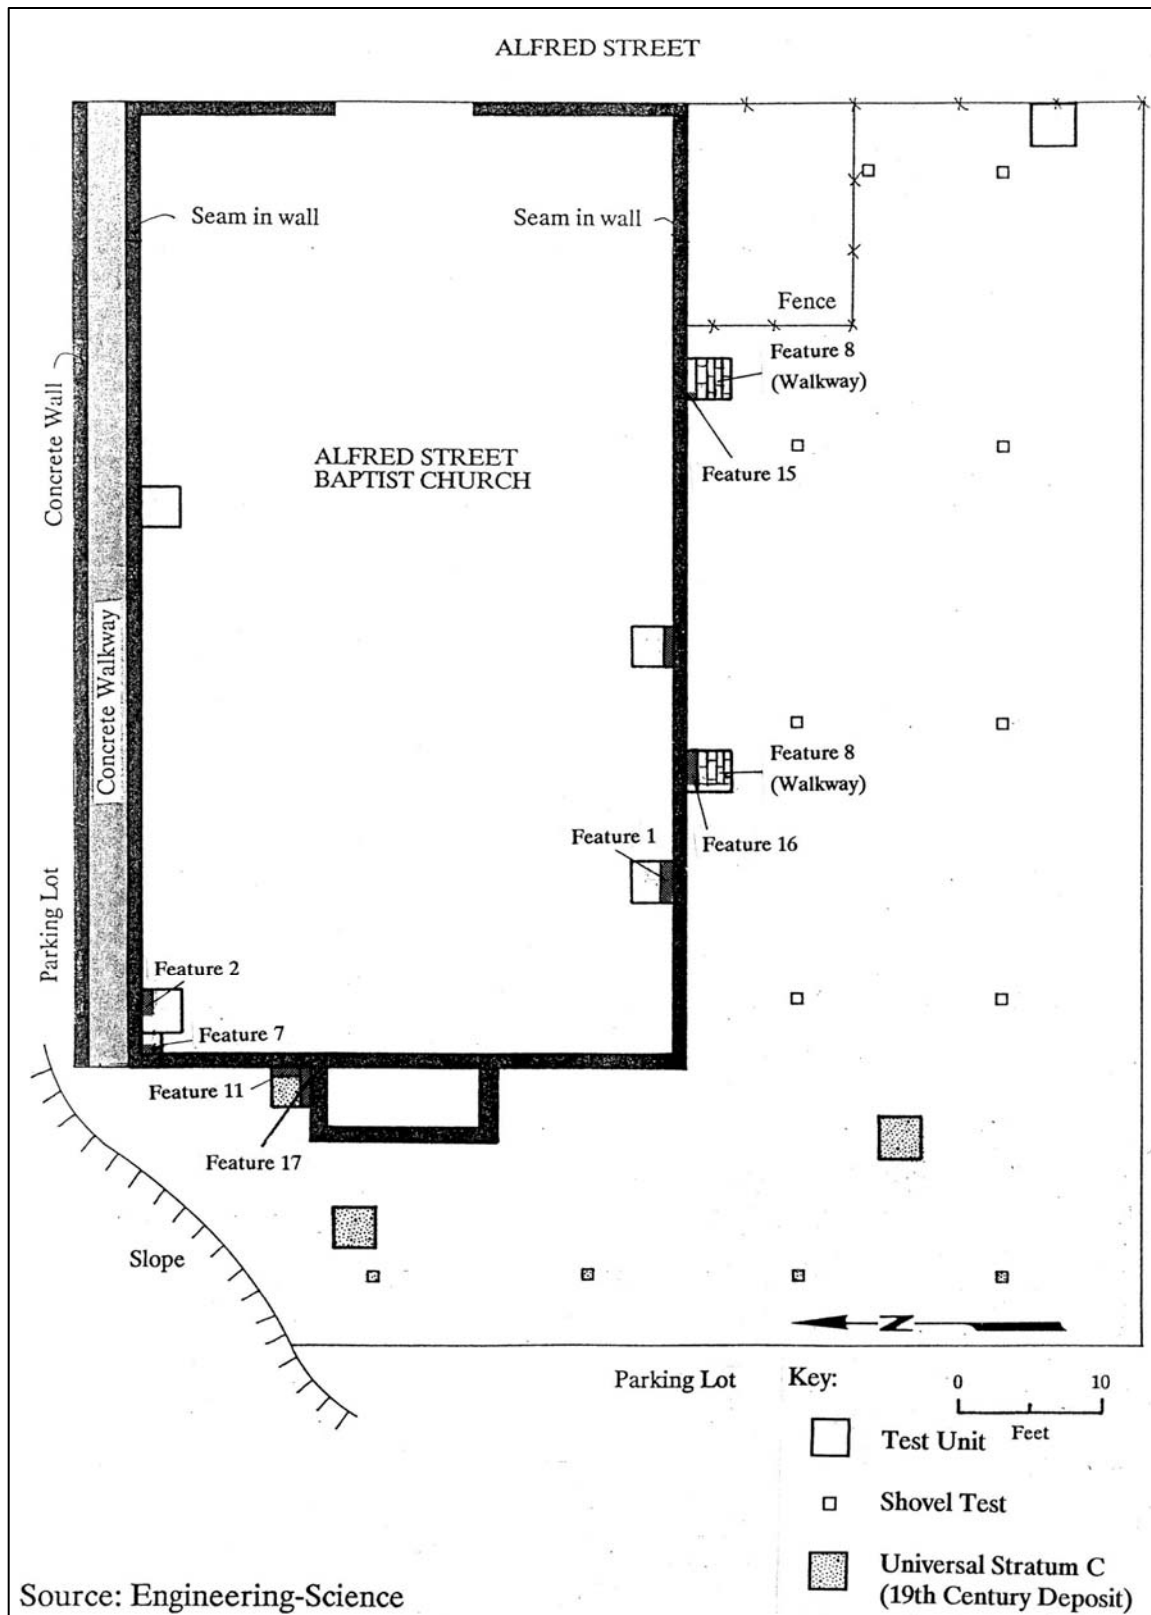 ALFRED STREET
Seam in wall
Seam in wall
Fence
Feature 8
(Walkway)
Concrete Wall
ALFRED STREET
BAPTIST CHURCH
Feature 15
Concrete Walkway
Feature 8
(Walkway)
Feature 1
Feature 16
Parking Lot
Feature 2
Feature 7
Feature 11
Feature 17
Slope
N
Parking Lot
Key:
0 10
Feet
Test Unit
Shovel Test
Universal Stratum C
(19th Century Deposit)
Source: Engineering-Science